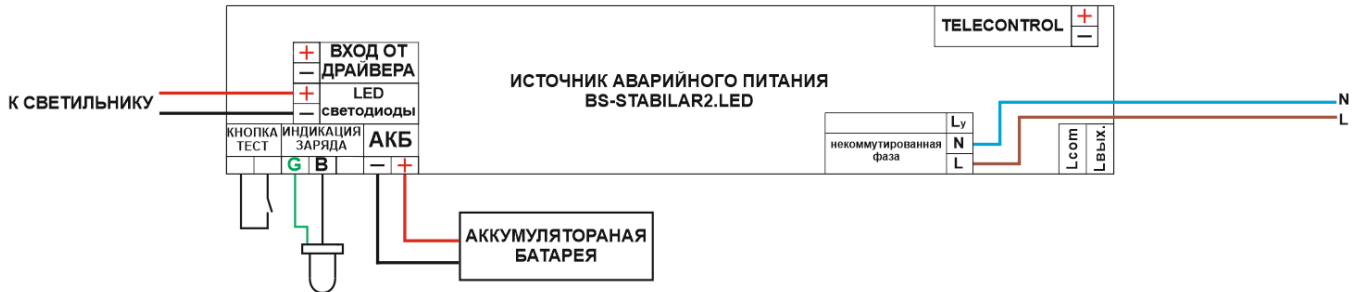 TELECONTROL
+
–
+
–
ВХОД ОТ
ДРАЙВЕРА
+
–
LED
светодиоды
К СВЕТИЛЬНИКУ
ИСТОЧНИК АВАРИЙНОГО ПИТАНИЯ
BS-STABILAR2.LED
КНОПКА
ТЕСТ
ИНДИКАЦИЯ
ЗАРЯДА
АКБ
G B
– +
некоммутированная
фаза
Lу
N
L
Lcom
Lвых.
N
L
АККУМУЛЯТОРАНАЯ
БАТАРЕЯ